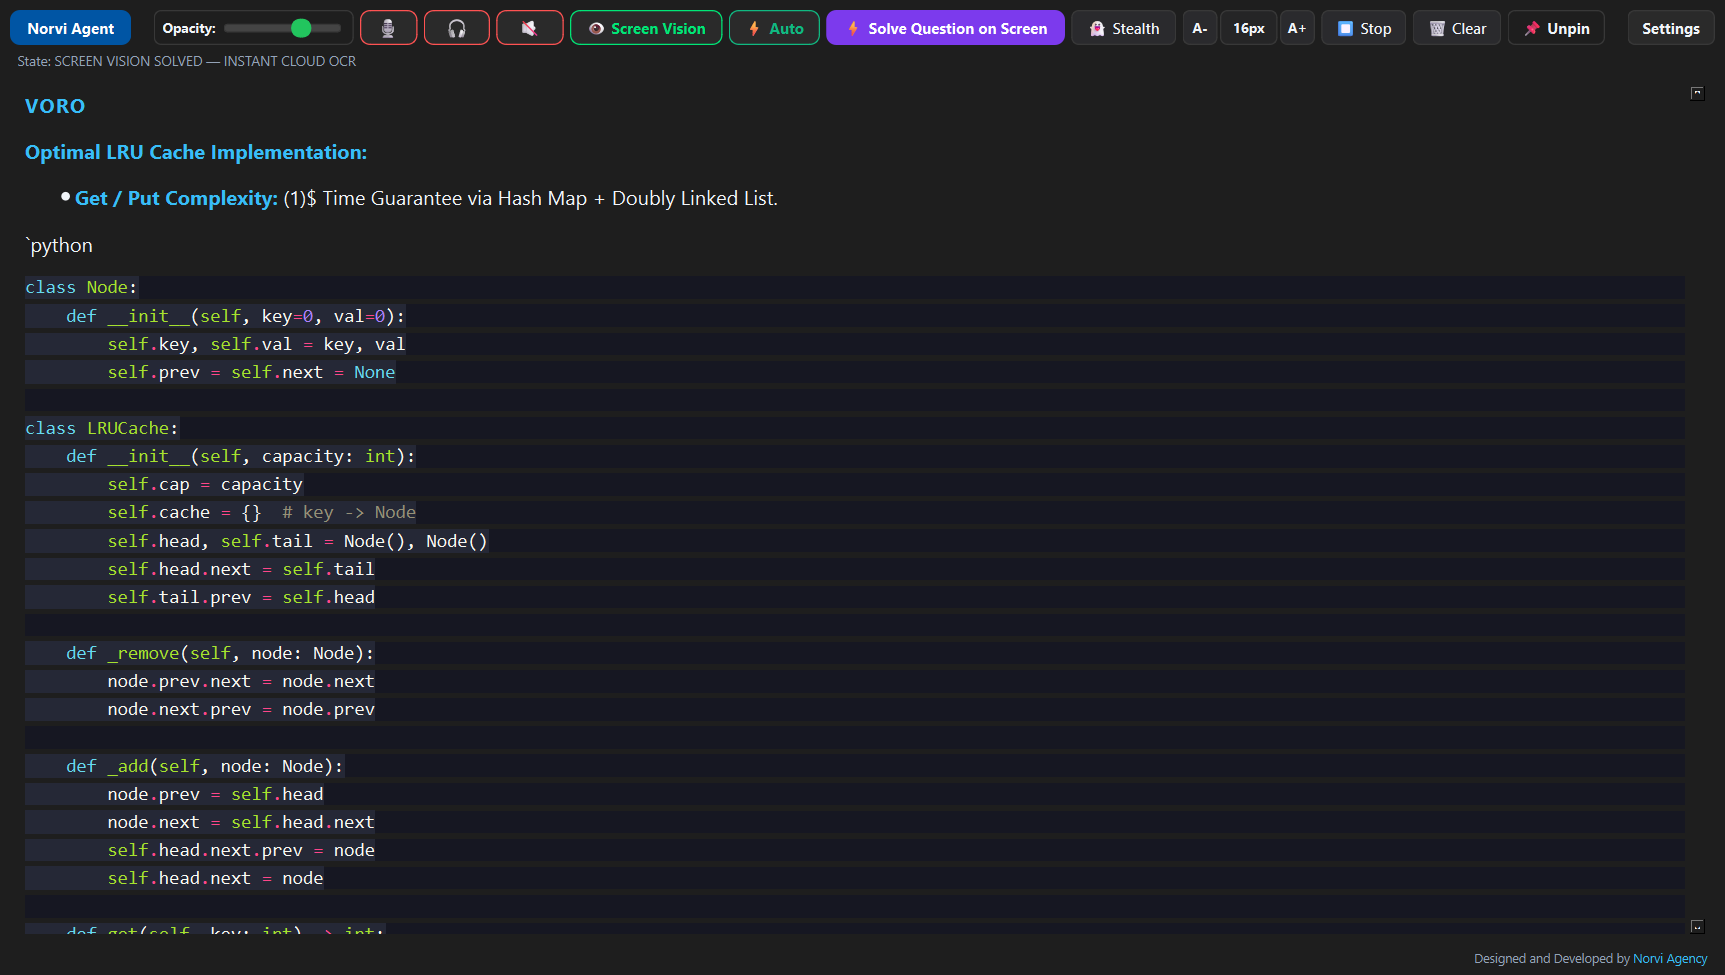 Norvi Agent
Opacity:
Screen Vision
Auto
Solve Question on Screen
Stealth
A-
16px
A+
Stop
Clear
Unpin
Settings
State: SCREEN VISION SOLVED — INSTANT CLOUD OCR
VORO
Optimal LRU Cache Implementation:
• Get / Put Complexity: (1)$ Time Guarantee via Hash Map + Doubly Linked List.
`python
class Node:
    def __init__(self, key=0, val=0):
        self.key, self.val = key, val
        self.prev = self.next = None
class LRUCache:
    def __init__(self, capacity: int):
        self.cap = capacity
        self.cache = {}  # key -> Node
        self.head, self.tail = Node(), Node()
        self.head.next = self.tail
        self.tail.prev = self.head
    def _remove(self, node: Node):
        node.prev.next = node.next
        node.next.prev = node.prev
    def _add(self, node: Node):
        node.prev = self.head
        node.next = self.head.next
        self.head.next.prev = node
        self.head.next = node
    def get(self, key: int) -> int:
Designed and Developed by Norvi Agency